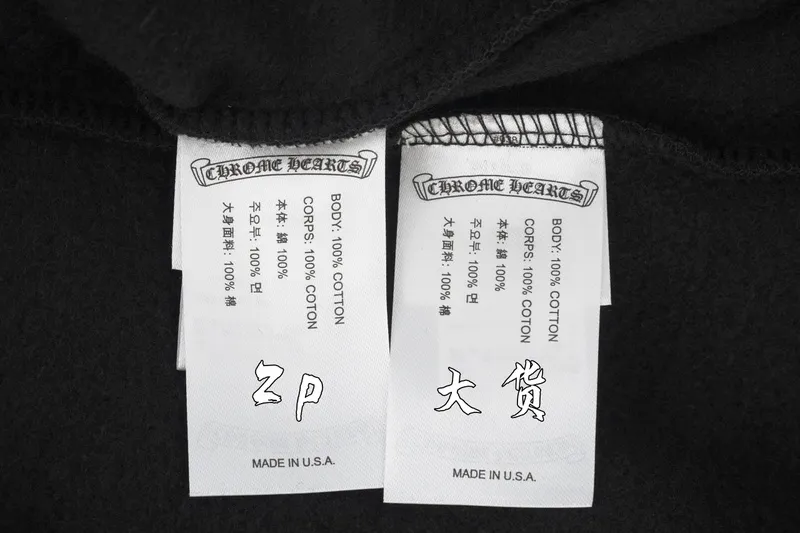 CHROME HEARTS
BODY: 100% COTTON
CORPS: 100% COTON
本体: 綿 100%
주요부: 100% 면
大身面料: 100% 棉
zp
MADE IN U.S.A.
CHROME HEARTS
BODY: 100% COTTON
CORPS: 100% COTON
本体: 綿 100%
주요부: 100% 면
大身面料: 100% 棉
大货
MADE IN U.S.A.